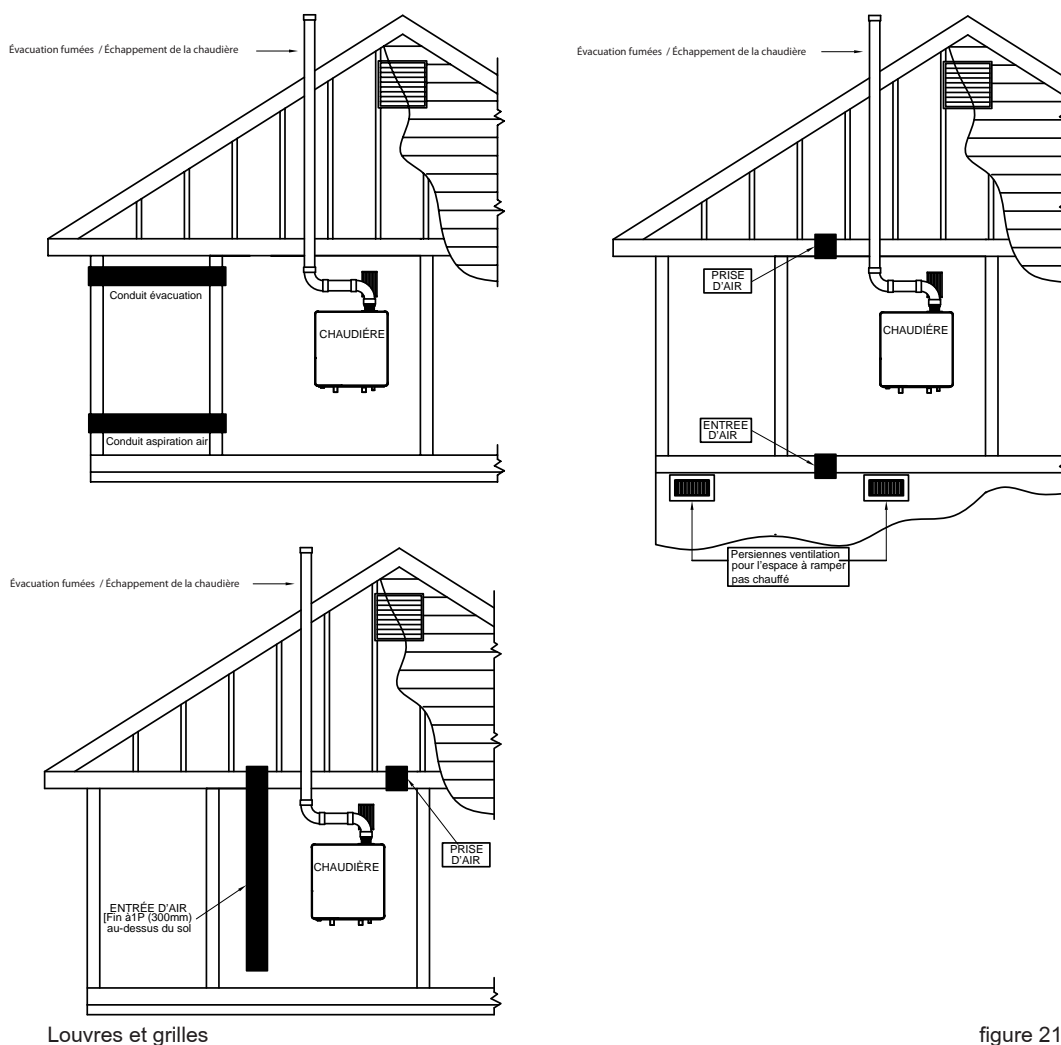 Évacuation fumées / Échappement de la chaudière
Conduit évacuation
CHAUDIÉRE
Conduit aspiration air
Évacuation fumées / Échappement de la chaudière
PRISE
D'AIR
CHAUDIÉRE
ENTREE
D'AIR
Persiennes ventilation
pour l'espace à ramper
pas chauffé
Évacuation fumées / Échappement de la chaudière
PRISE
D'AIR
CHAUDIÈRE
ENTRÉE D'AIR
[Fin à1P (300mm)
au-dessus du sol
Louvres et grilles
figure 21